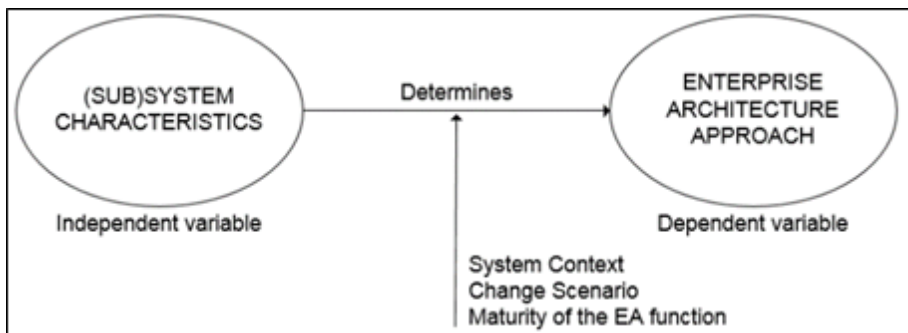 (SUB)SYSTEM
CHARACTERISTICS
Determines
ENTERPRISE
ARCHITECTURE
APPROACH
Independent variable
Dependent variable
System Context
Change Scenario
Maturity of the EA function